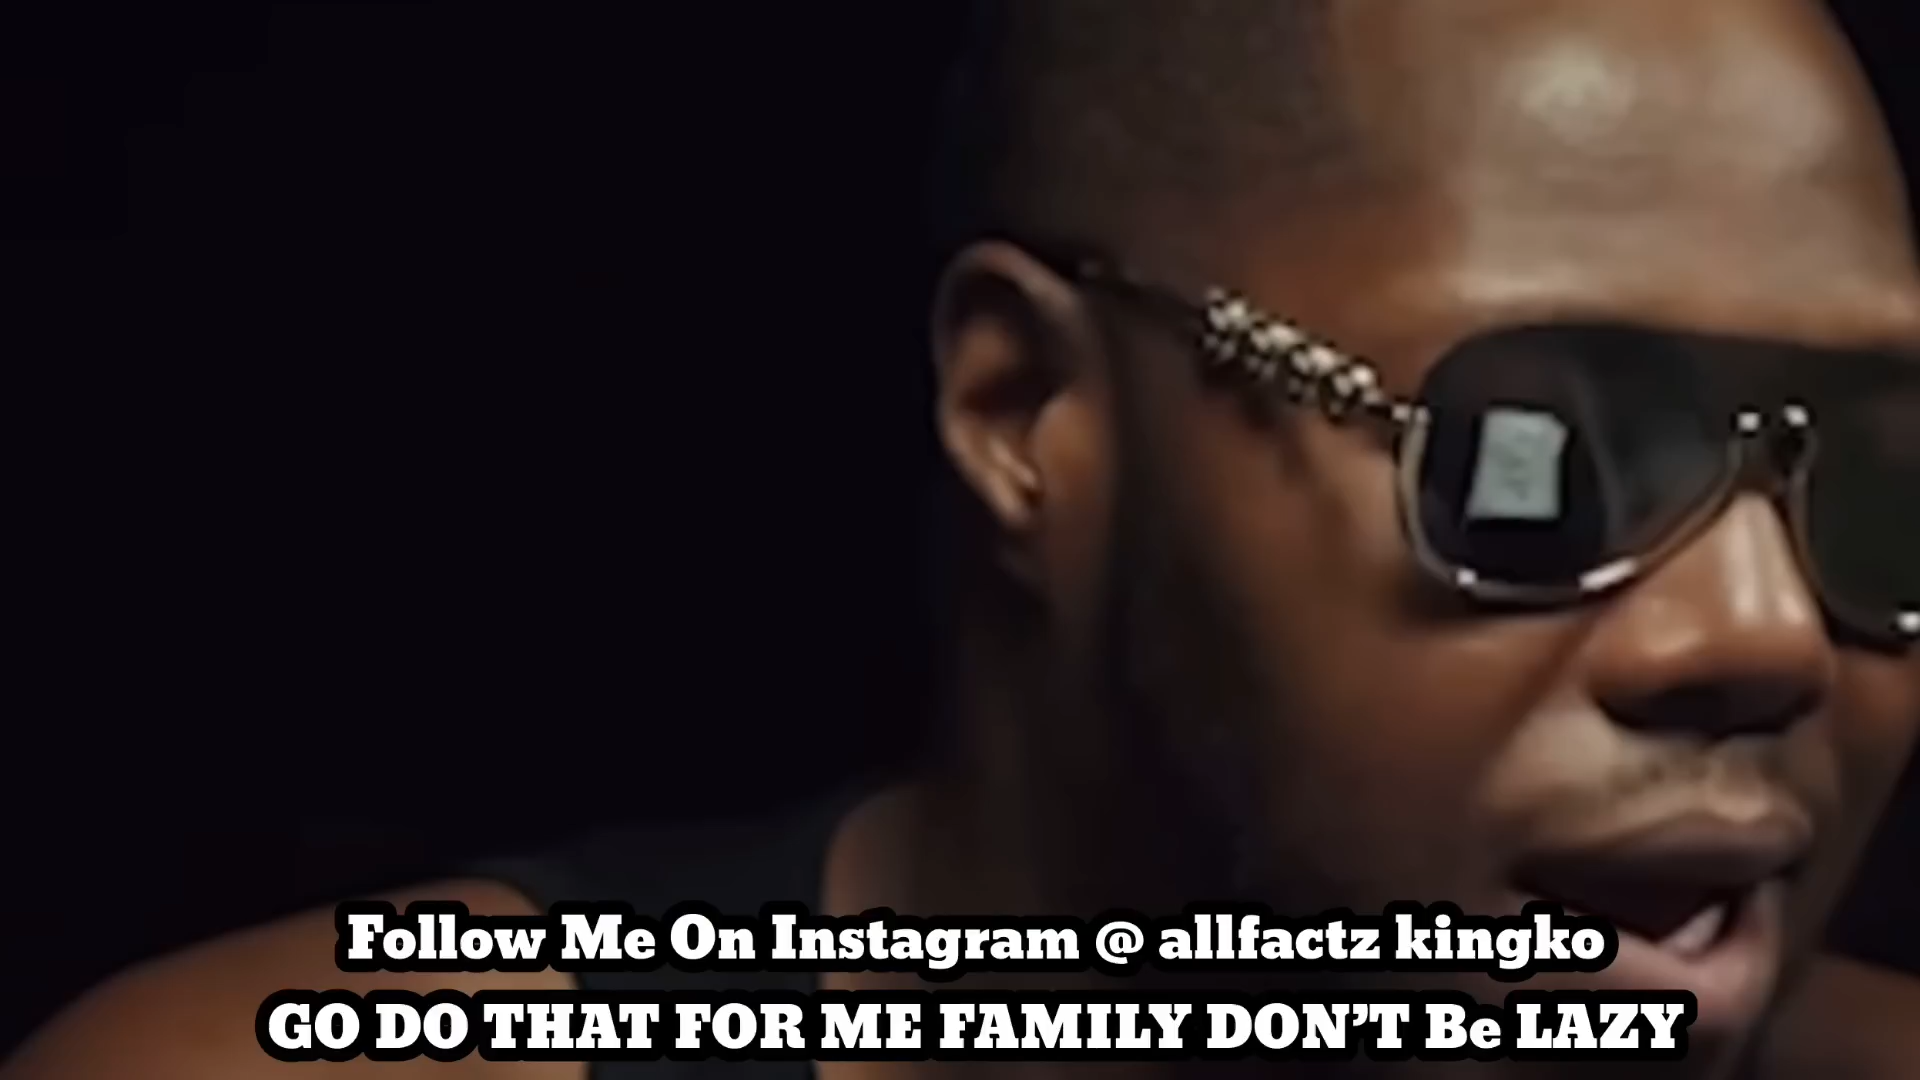 Follow Me On Instagram @ allfactz kingko
GO DO THAT FOR ME FAMILY DON’T Be LAZY